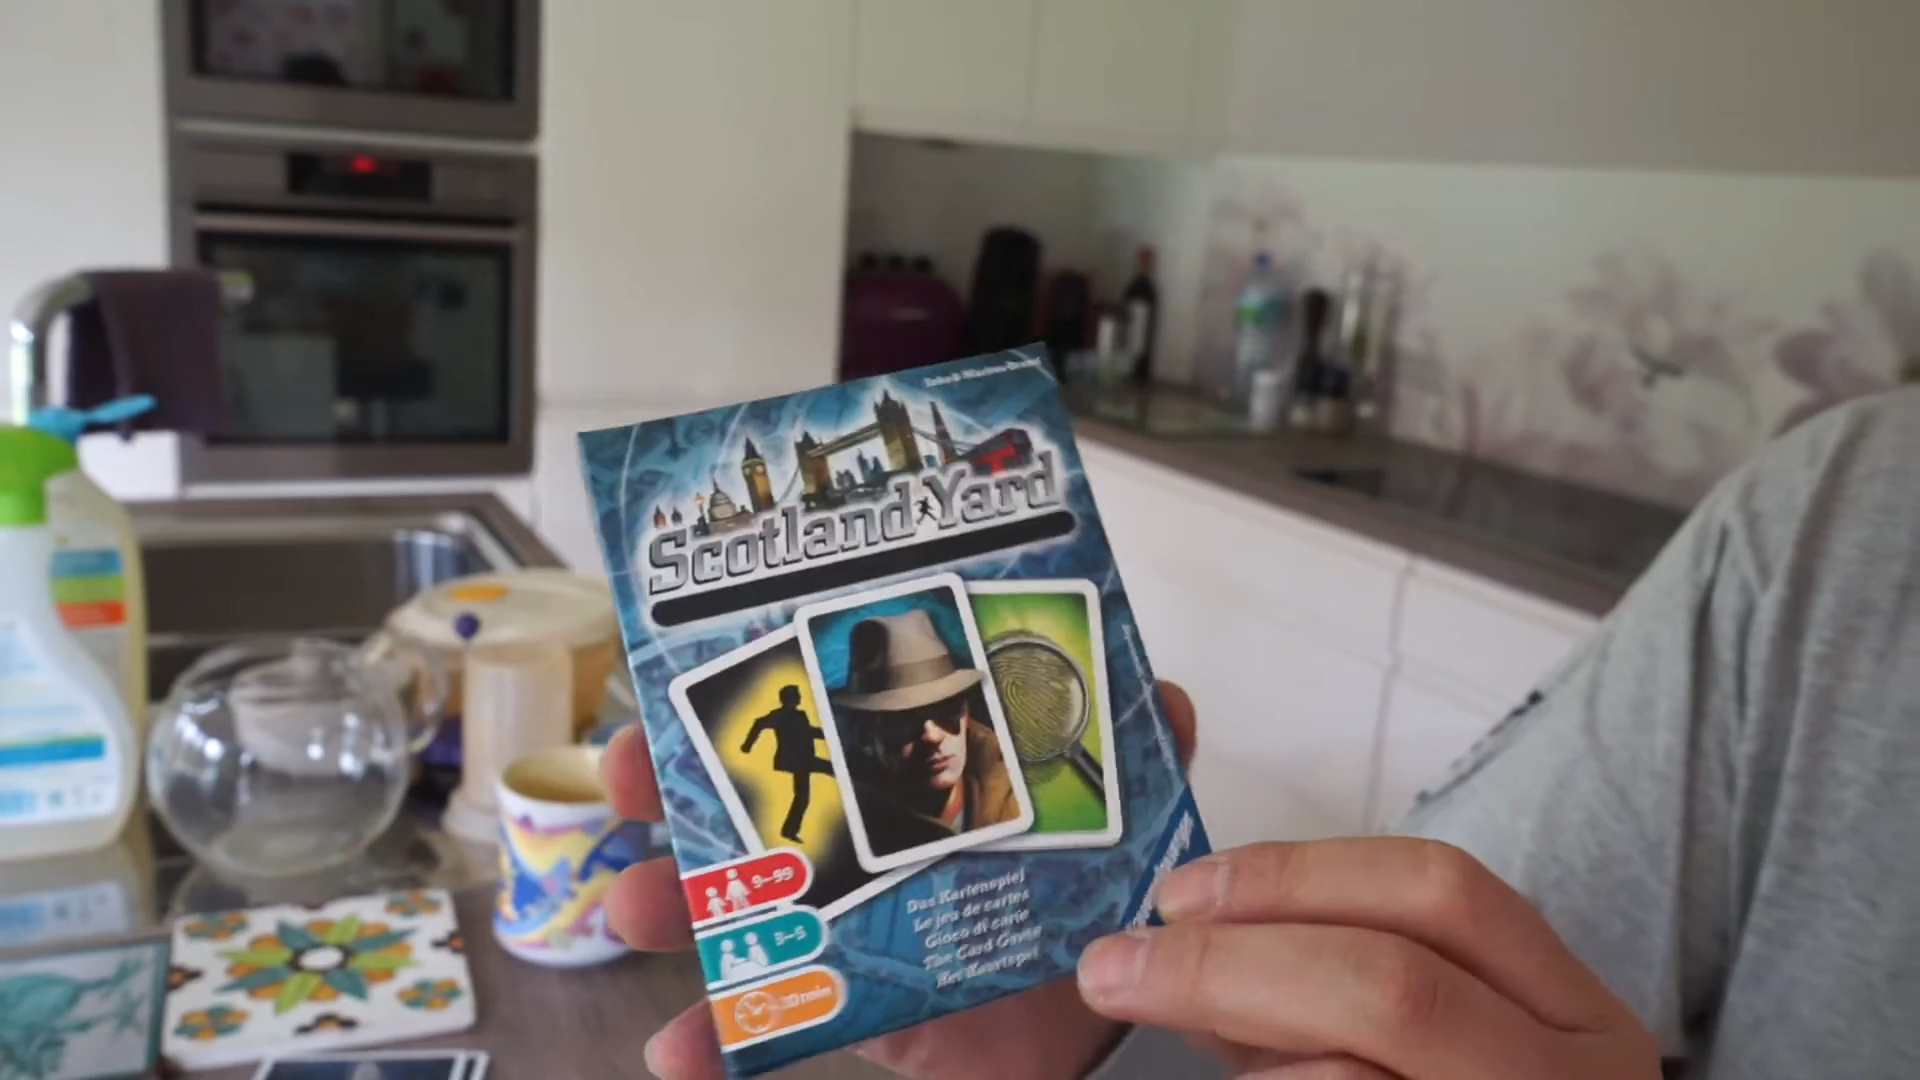 Scotland Yard
9-99
3-5
Das Kartenspiel
Le jeu de cartes
Gioco di carte
The Card Game
Het Kaartspel